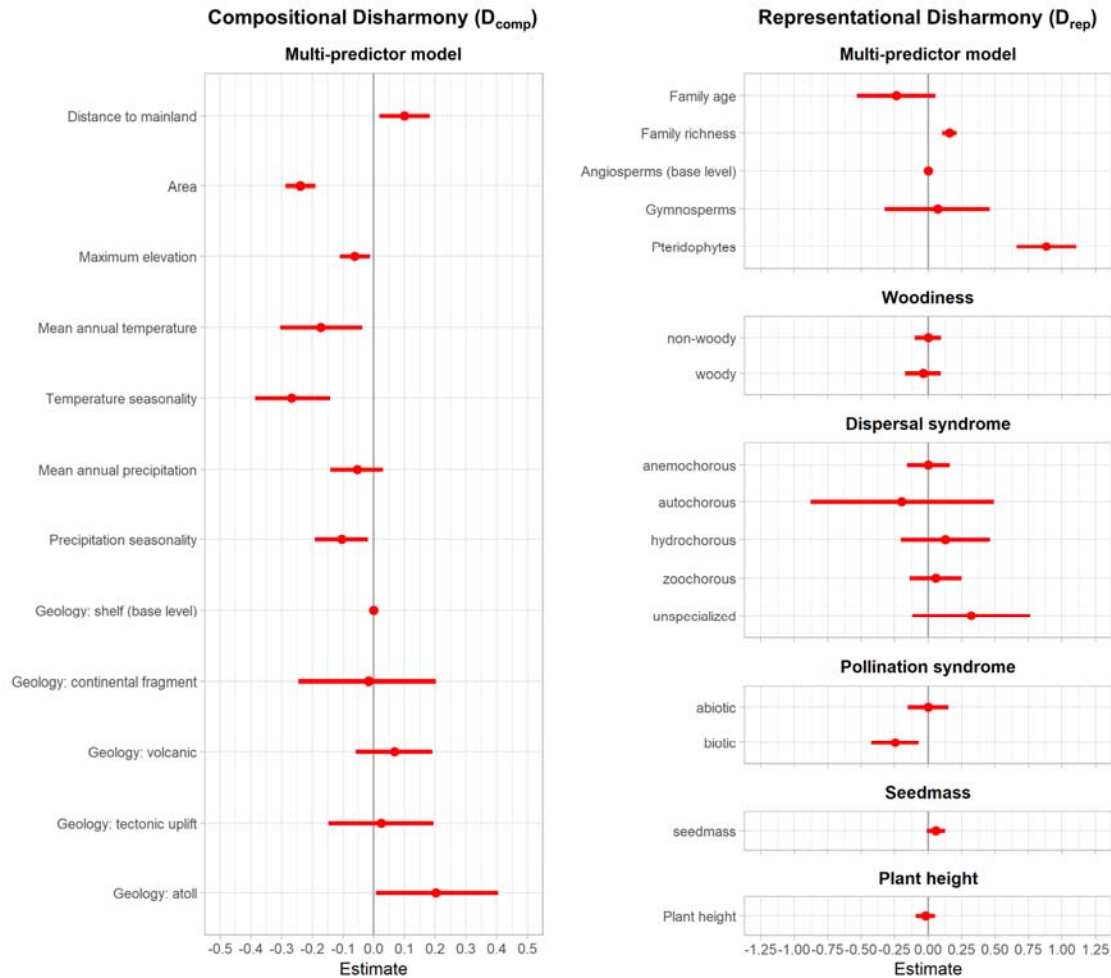 Compositional Disharmony (Dcomp)
Multi-predictor model
Distance to mainland
Area
Maximum elevation
Mean annual temperature
Temperature seasonality
Mean annual precipitation
Precipitation seasonality
Geology: shelf (base level)
Geology: continental fragment
Geology: volcanic
Geology: tectonic uplift
Geology: atoll
-0.5 -0.4 -0.3 -0.2 -0.1 0.0 0.1 0.2 0.3 0.4 0.5
Estimate
Representational Disharmony (Drep)
Multi-predictor model
Family age
Family richness
Angiosperms (base level)
Gymnosperms
Pteridophytes
Woodiness
non-woody
woody
Dispersal syndrome
anemochorous
autochorous
hydrochorous
zoochorous
unspecialized
Pollination syndrome
abiotic
biotic
Seedmass
seedmass
Plant height
Plant height
-1.25 -1.00 -0.75 -0.50 -0.25 0.00 0.25 0.50 0.75 1.00 1.25
Estimate